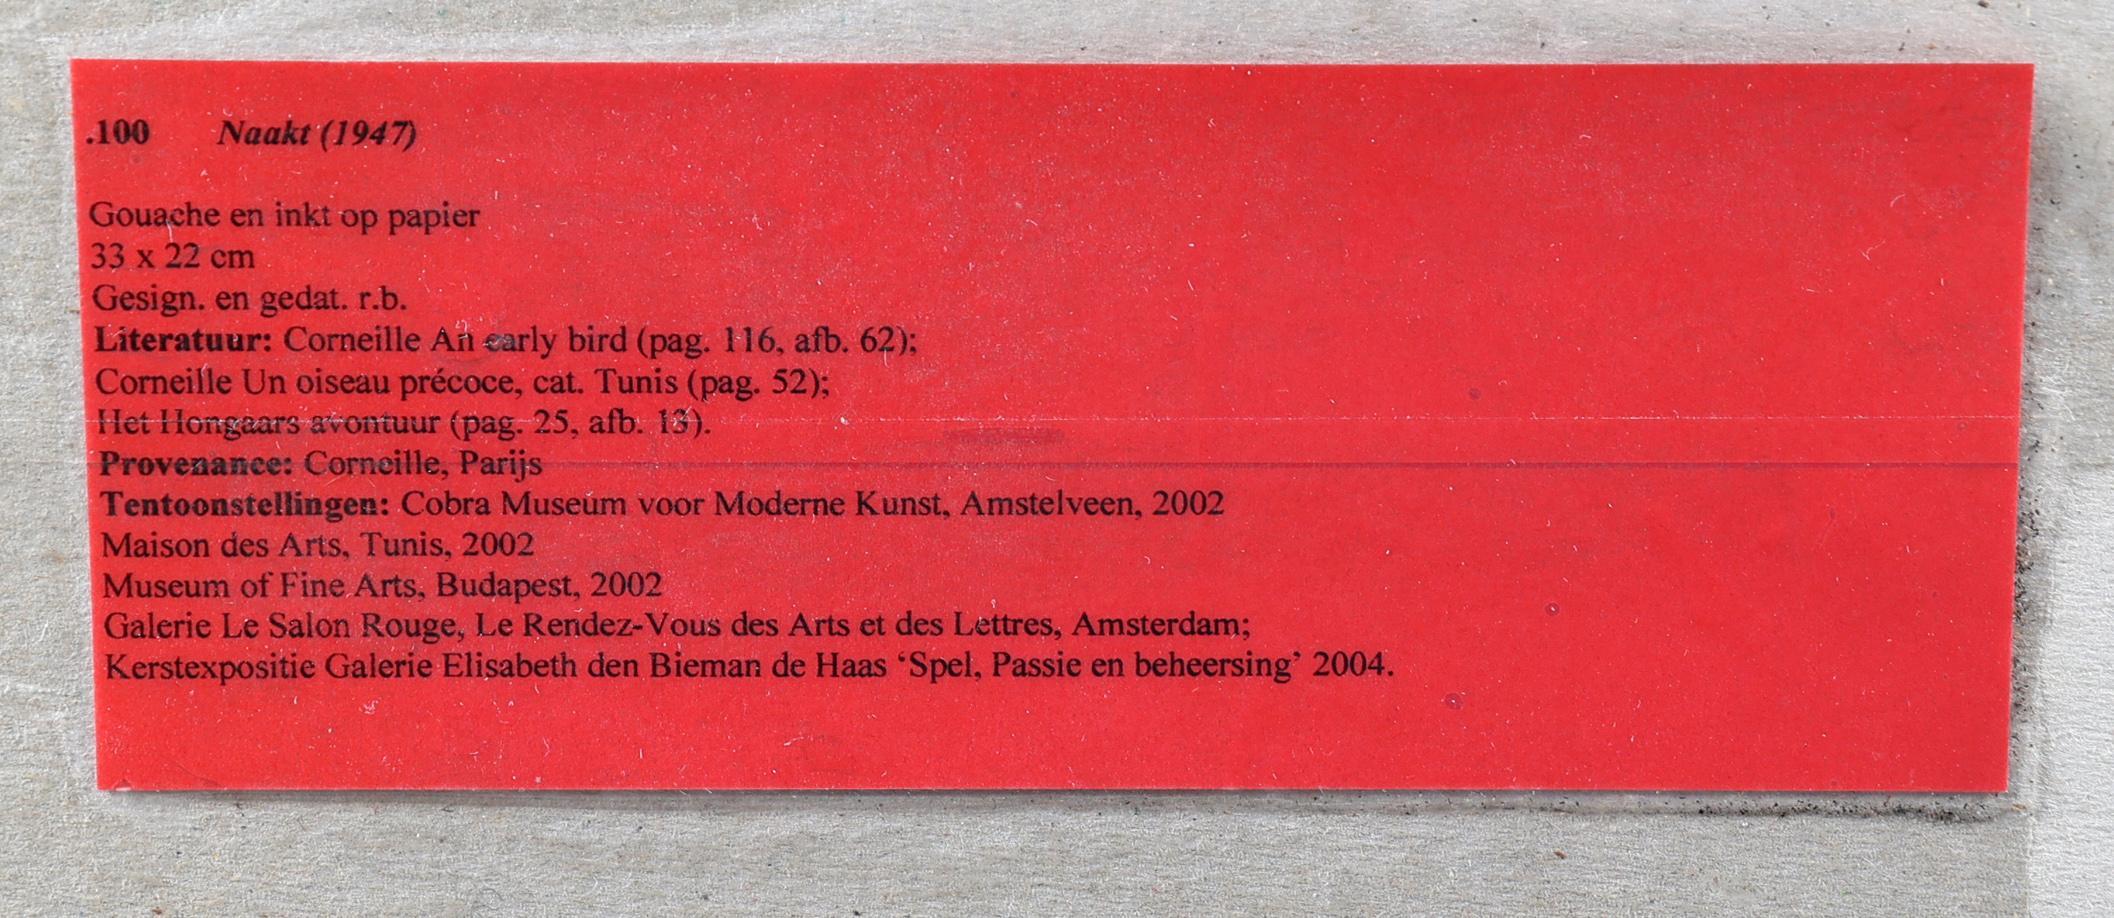 .100 Naakt (1947)
Gouache en inkt op papier
33 x 22 cm
Gesign. en gedat. r.b.
Literatuur: Corneille An early bird (pag. 116, afb. 62);
Corneille Un oiseau précoce, cat. Tunis (pag. 52);
Het Hongaars avontuur (pag. 25, afb. 13).
Provenance: Corneille, Parijs
Tentoonstellingen: Cobra Museum voor Moderne Kunst, Amstelveen, 2002
Maison des Arts, Tunis, 2002
Museum of Fine Arts, Budapest, 2002
Galerie Le Salon Rouge, Le Rendez-Vous des Arts et des Lettres, Amsterdam;
Kerstexpositie Galerie Elisabeth den Bieman de Haas ‘Spel, Passie en beheersing’ 2004.